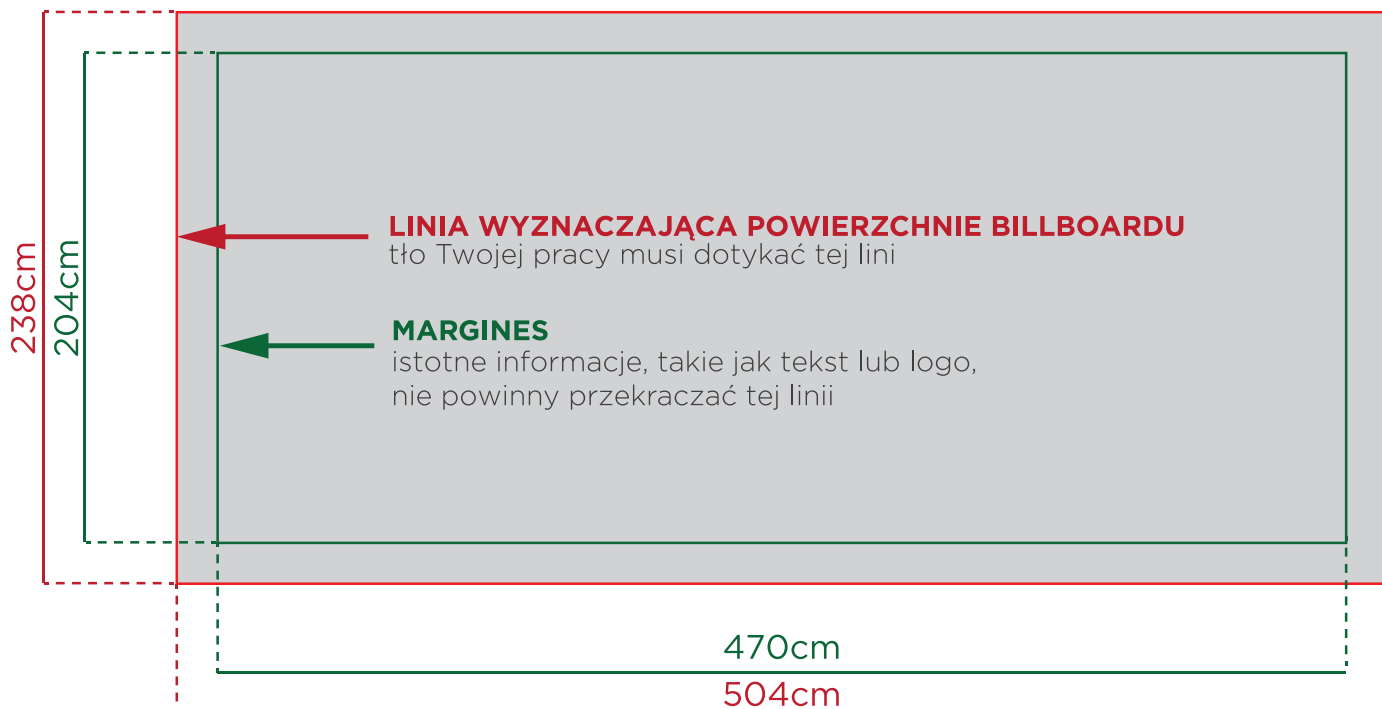 LINIA WYZNACZAJĄCA POWIERZCHNIE BILLBOARDU
tło Twojej pracy musi dotykać tej lini
MARGINES
istotne informacje, takie jak tekst lub logo,
nie powinny przekraczać tej linii
238cm
204cm
470cm
504cm